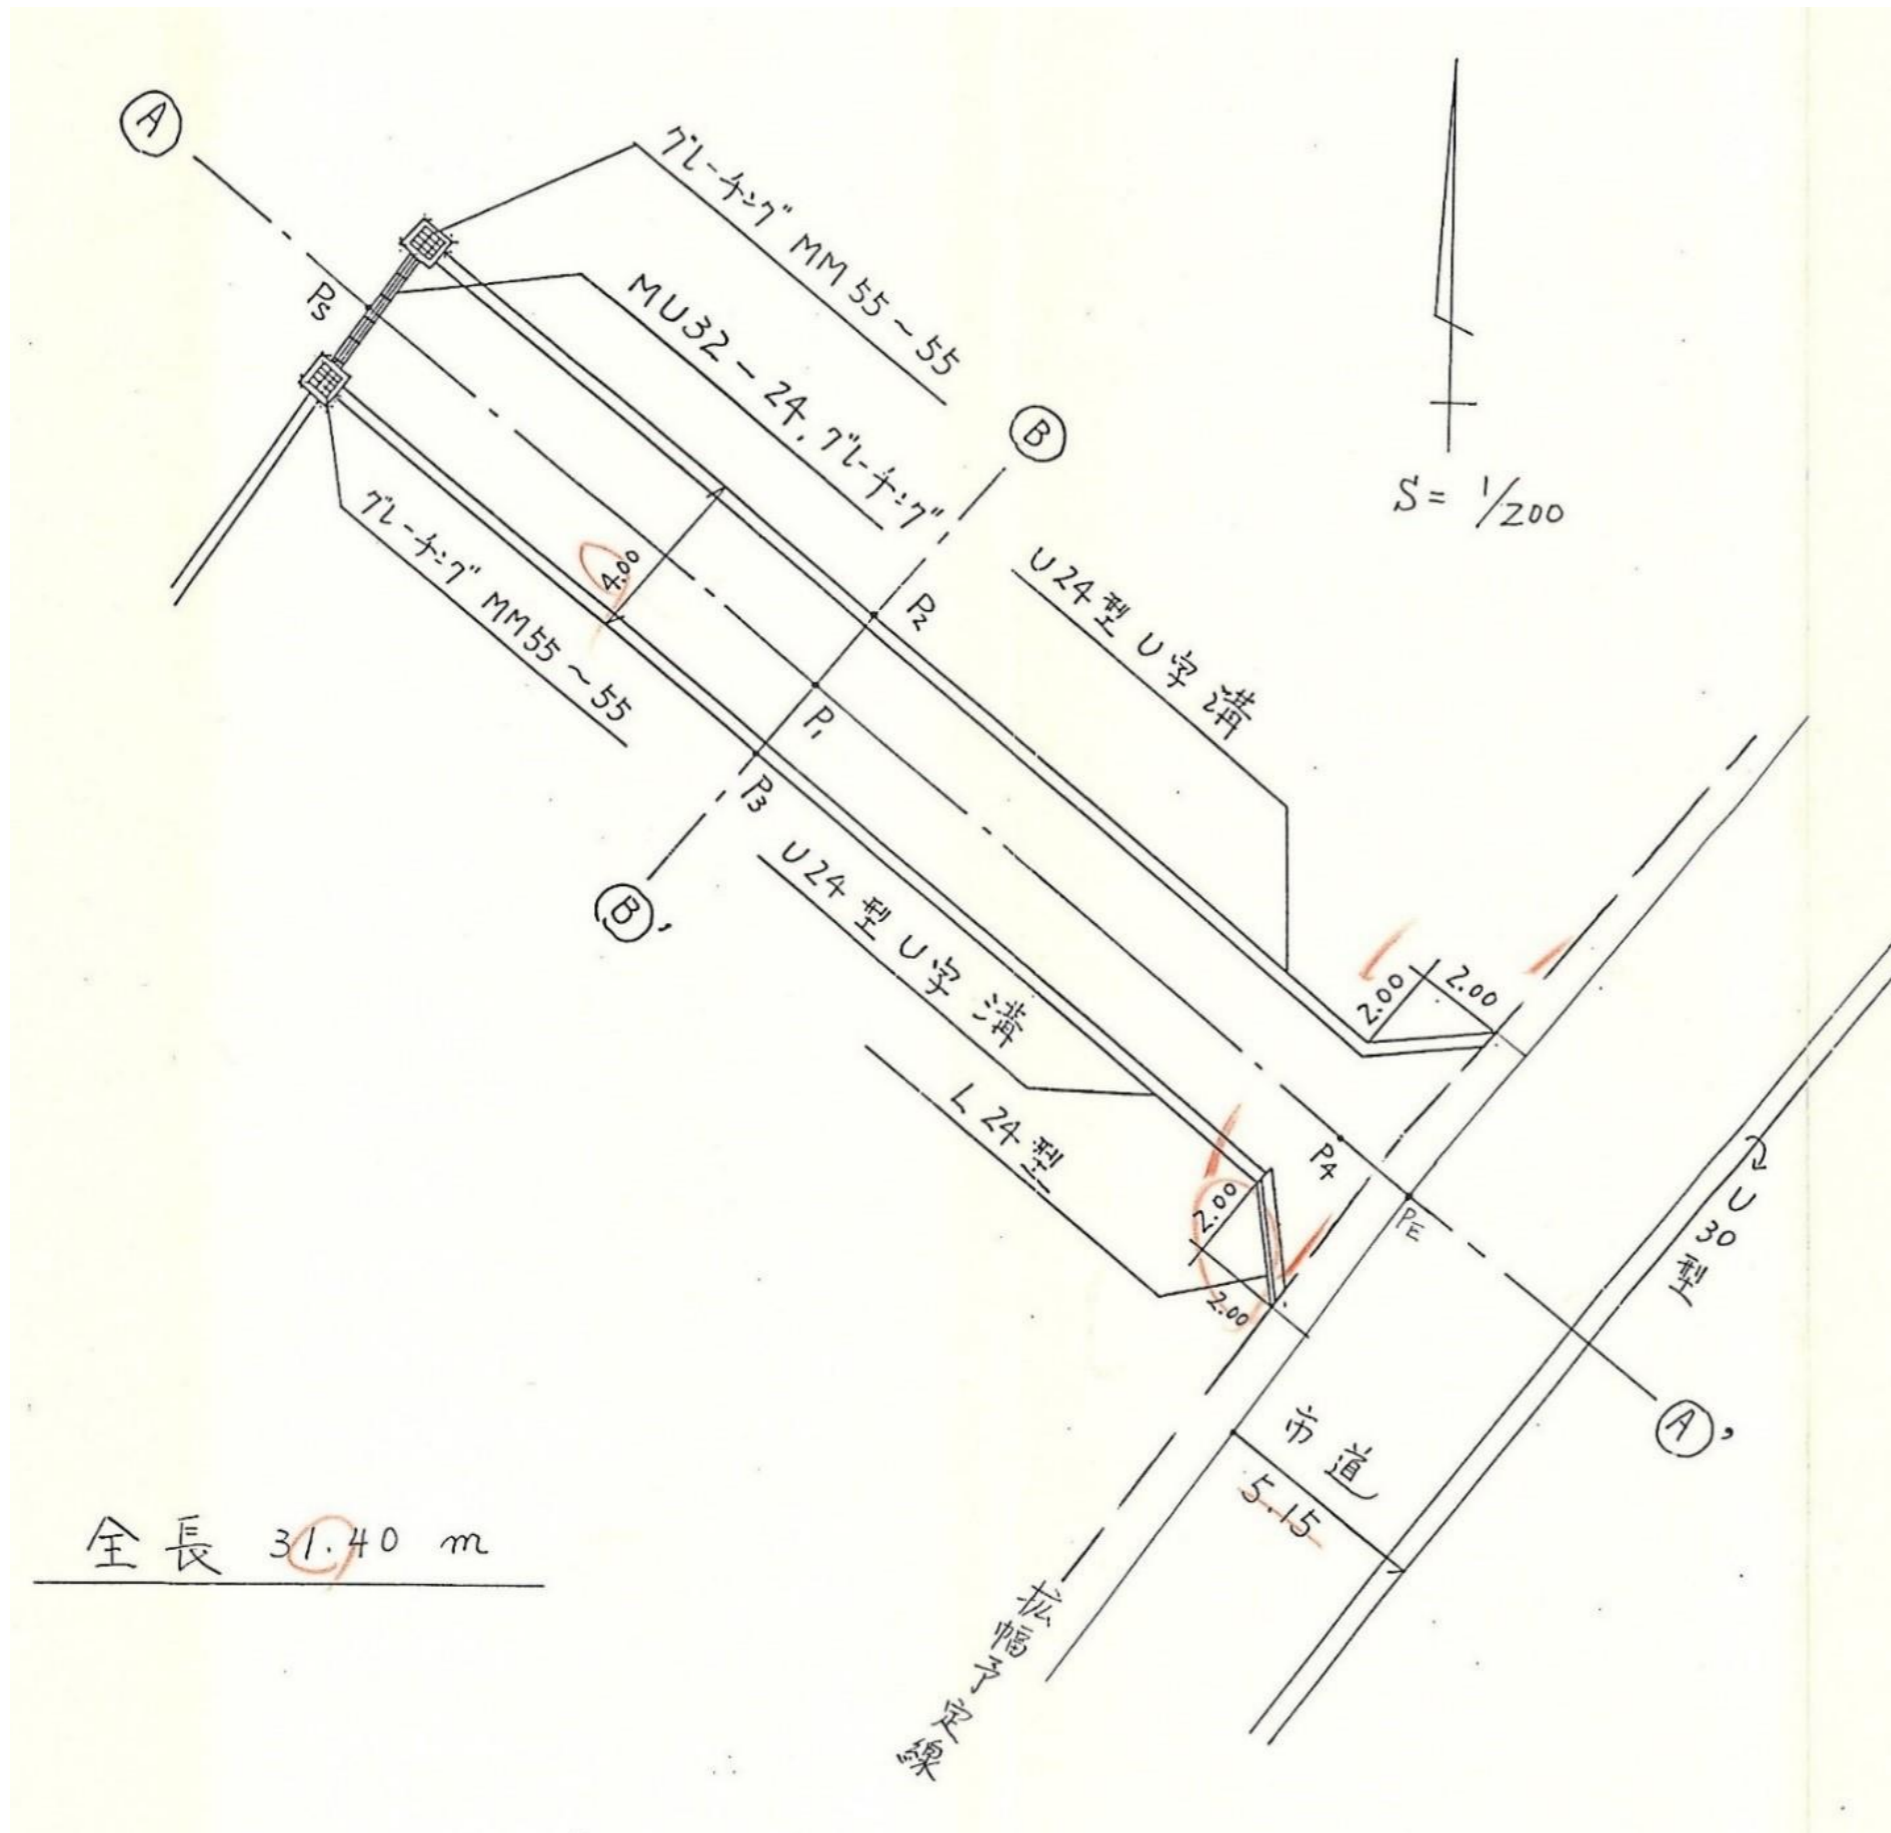 A
グレーチング MM 55～55
PS
MU32－24, グレーチング
B
S= 1/200
グレーチング MM55～55
4.00
P2
U24型 U字溝
P1
P3
U24型 U字溝
B'
2.00
2.00
L 24型
P4
2.00
PE
2.00
U30型
A'
市道
5.15
全長 31.40 m
拡幅予定線